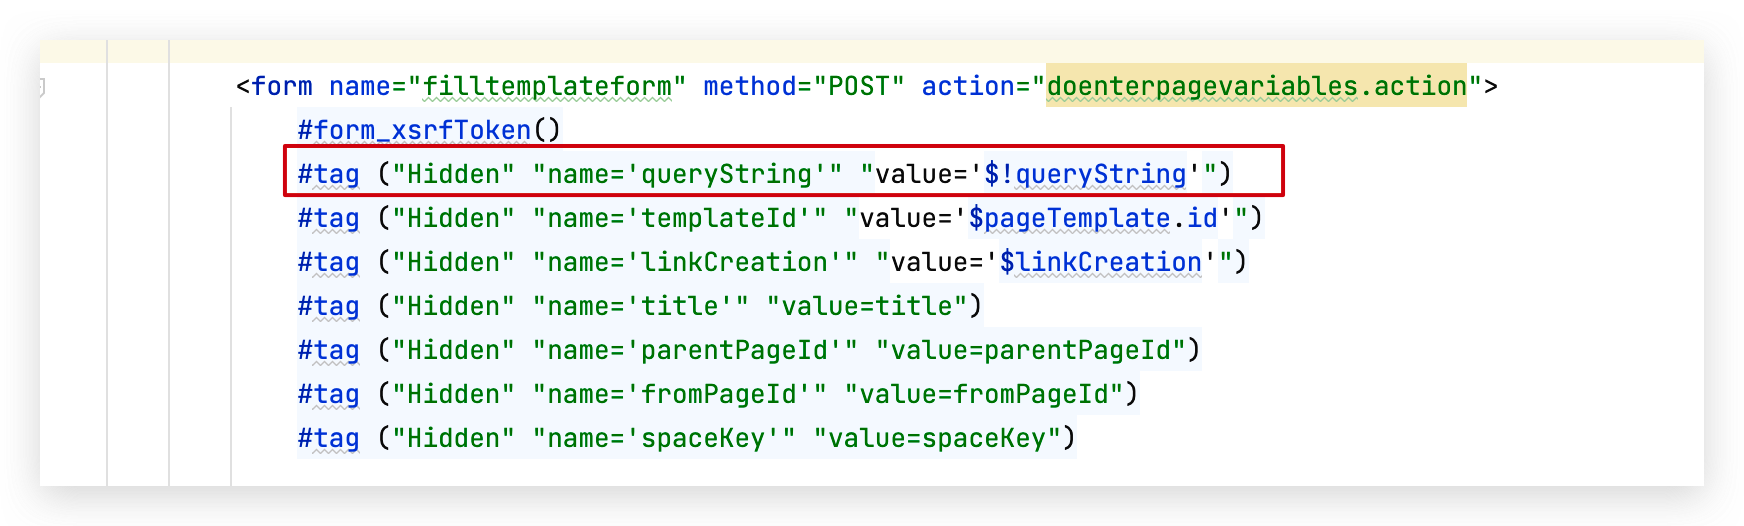 <form name="filltemplateform" method="POST" action="doenterpagevariables.action">
#form_xsrfToken()
#tag ("Hidden" "name='queryString'" "value='$!queryString'")
#tag ("Hidden" "name='templateId'" "value='$pageTemplate.id'")
#tag ("Hidden" "name='linkCreation'" "value='$linkCreation'")
#tag ("Hidden" "name='title'" "value=title")
#tag ("Hidden" "name='parentPageId'" "value=parentPageId")
#tag ("Hidden" "name='fromPageId'" "value=fromPageId")
#tag ("Hidden" "name='spaceKey'" "value=spaceKey")